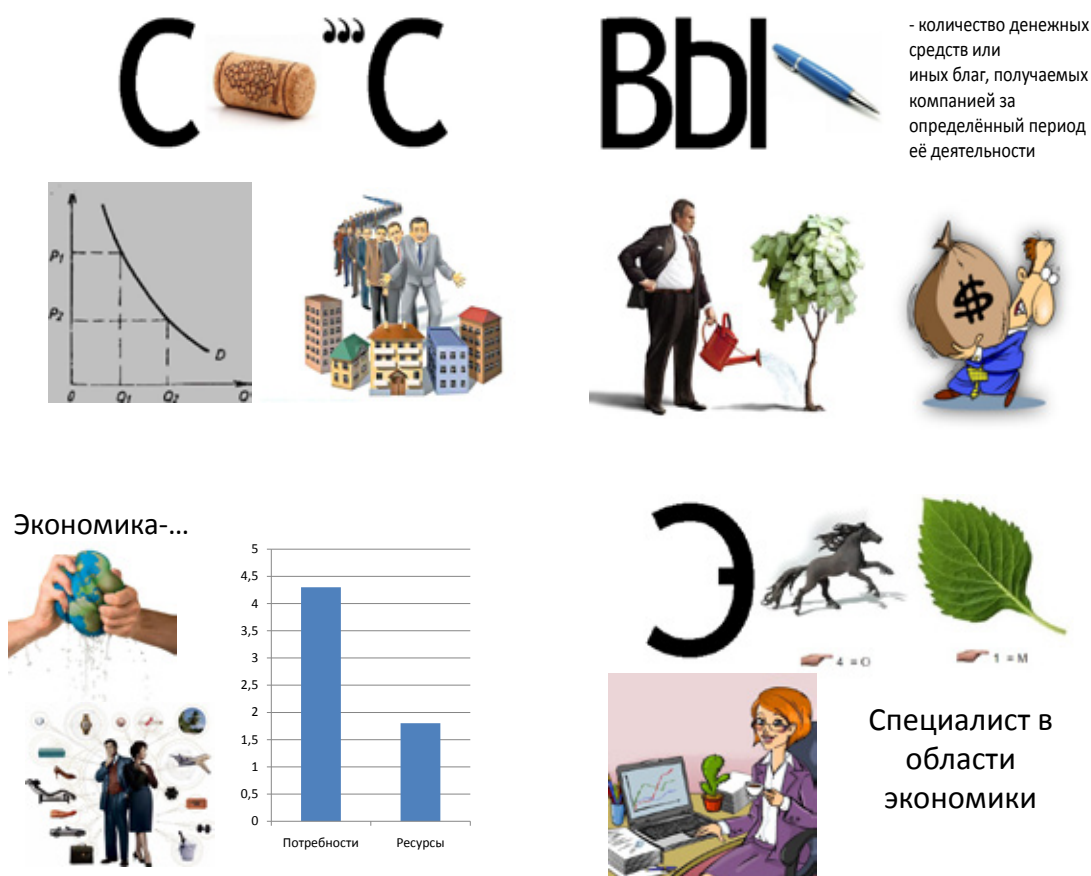 С ,,, С
ВЫ
- количество денежных
средств или
иных благ, получаемых
компанией за
определённый период
её деятельности
P1
P2
D
0 Q1 Q2 Q
$
Экономика-...
5
4,5
4
3,5
3
2,5
2
1,5
1
0,5
0
Потребности Ресурсы
Э
4 = О
1 = М
Специалист в
области
экономики